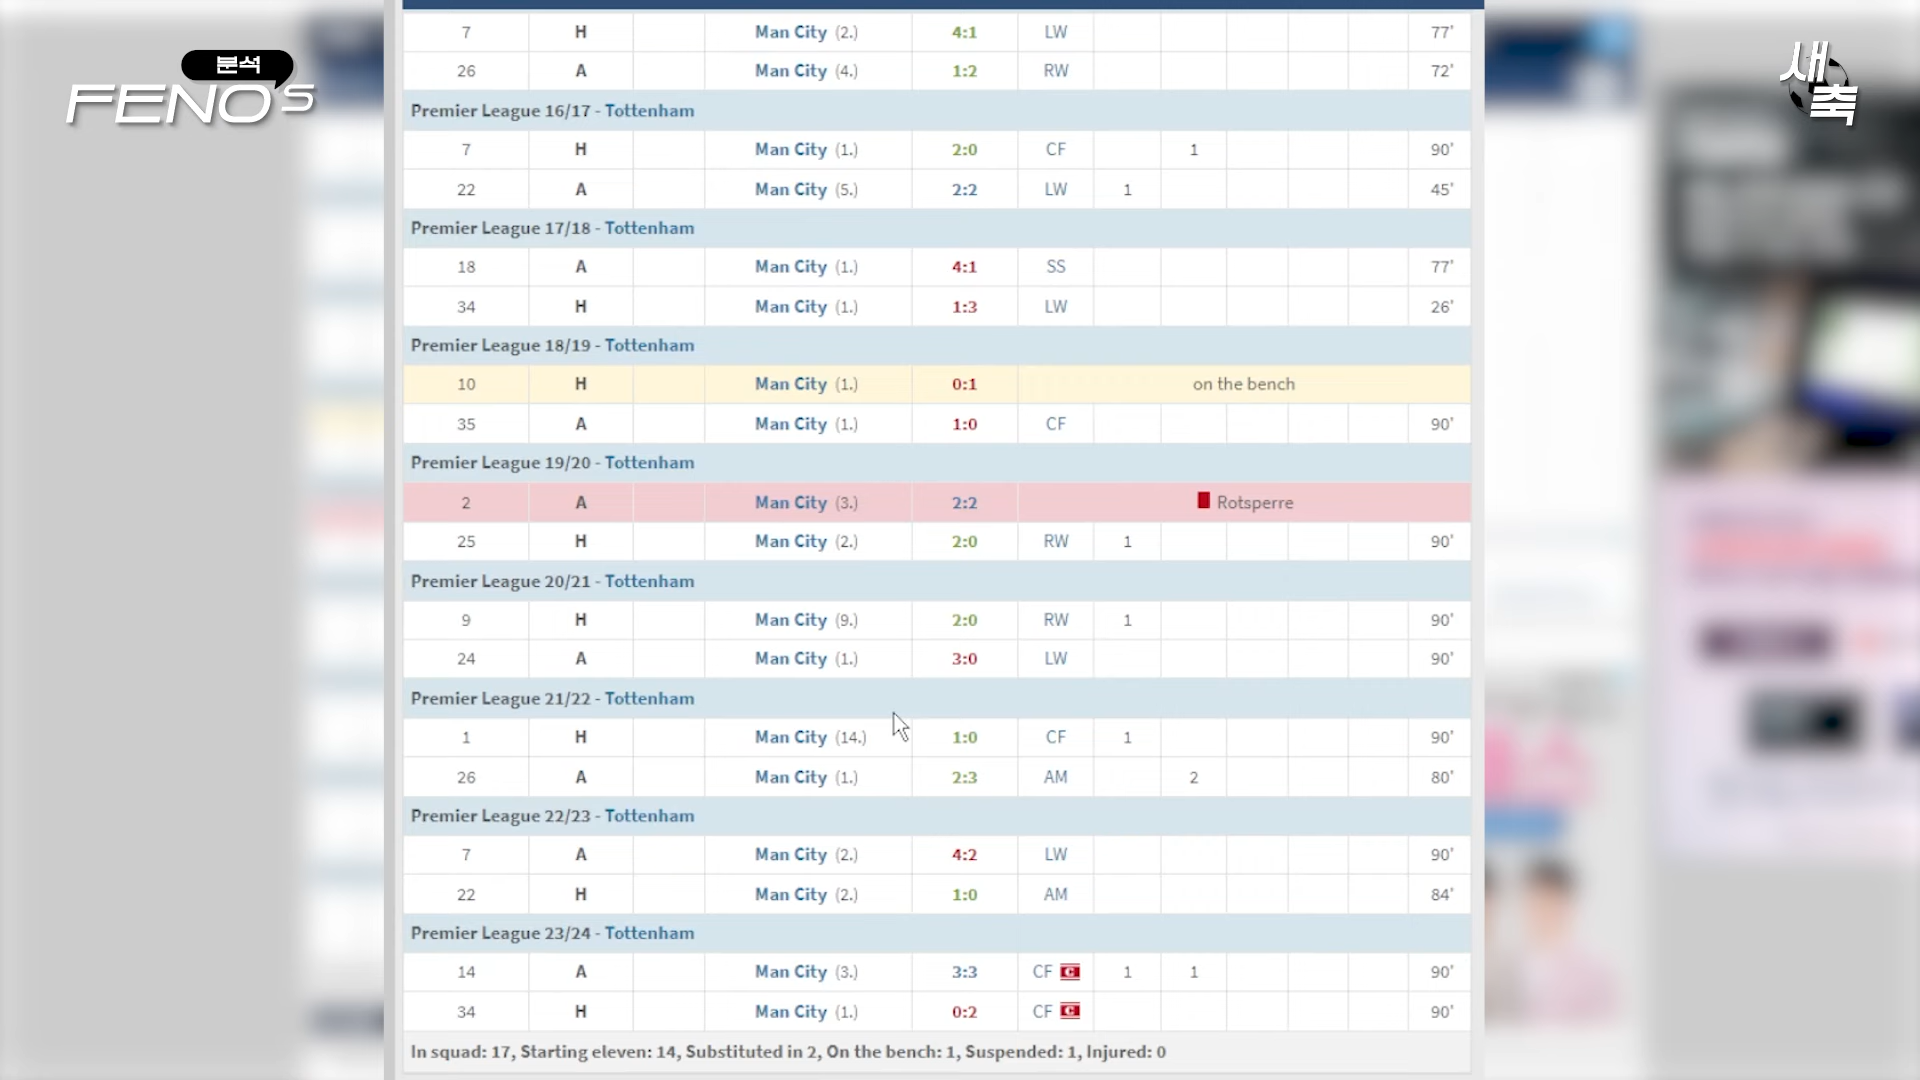 분석
FENO's
새축
7 H Man City (2.) 4:1 LW 77'
26 A Man City (4.) 1:2 RW 72'
Premier League 16/17 - Tottenham
7 H Man City (1.) 2:0 CF 1 90'
22 A Man City (5.) 2:2 LW 1 45'
Premier League 17/18 - Tottenham
18 A Man City (1.) 4:1 SS 77'
34 H Man City (1.) 1:3 LW 26'
Premier League 18/19 - Tottenham
10 H Man City (1.) 0:1 on the bench
35 A Man City (1.) 1:0 CF 90'
Premier League 19/20 - Tottenham
2 A Man City (3.) 2:2 Rotsperre
25 H Man City (2.) 2:0 RW 1 90'
Premier League 20/21 - Tottenham
9 H Man City (9.) 2:0 RW 1 90'
24 A Man City (1.) 3:0 LW 90'
Premier League 21/22 - Tottenham
1 H Man City (14.) 1:0 CF 1 90'
26 A Man City (1.) 2:3 AM 2 80'
Premier League 22/23 - Tottenham
7 A Man City (2.) 4:2 LW 90'
22 H Man City (2.) 1:0 AM 84'
Premier League 23/24 - Tottenham
14 A Man City (3.) 3:3 CF C 1 1 90'
34 H Man City (1.) 0:2 CF C 90'
In squad: 17, Starting eleven: 14, Substituted in 2, On the bench: 1, Suspended: 1, Injured: 0